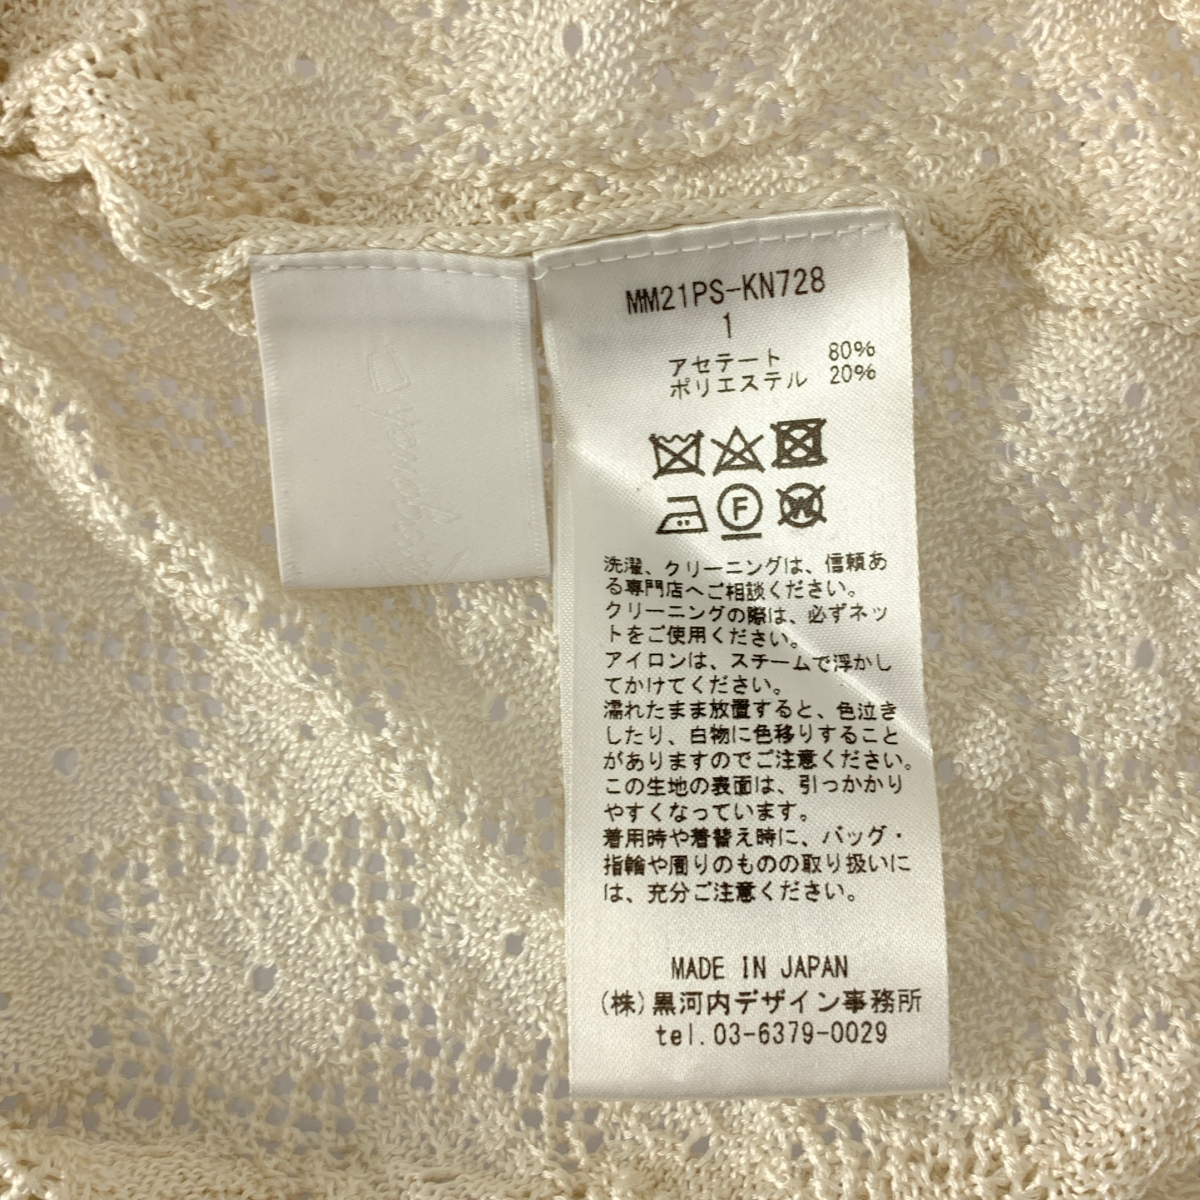 MM21PS-KN728
1
アセテート 80%
ポリエステル 20%
F
W
洗濯、クリーニングは、信頼あ
る専門店へご相談ください。
クリーニングの際は、必ずネッ
トをご使用ください。
アイロンは、スチームで浮かし
てかけてください。
濡れたまま放置すると、色泣き
したり、白物に色移りすること
がありますのでご注意ください。
この生地の表面は、引っかかり
やすくなっています。
着用時や着替え時に、バッグ・
指輪や周りのものの取り扱いに
は、充分ご注意ください。
MADE IN JAPAN
(株)黒河内デザイン事務所
tel.03-6379-0029